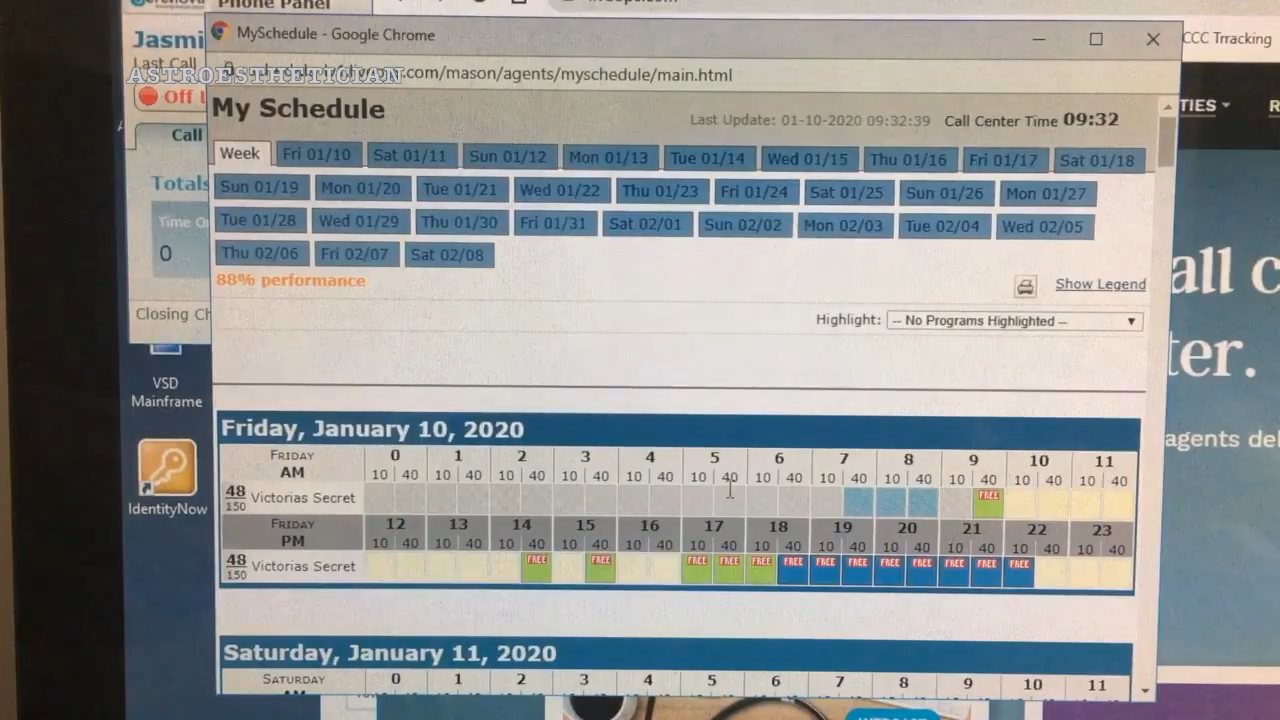 Phone Panel
MySchedule - Google Chrome
CCC Trracking
Jasmi
Last Call
ASTROESTHETICIAN
.com/mason/agents/myschedule/main.html
Off
My Schedule
Last Update: 01-10-2020 09:32:39 Call Center Time 09:32
TIES
Call
Week Fri 01/10 Sat 01/11 Sun 01/12 Mon 01/13 Tue 01/14 Wed 01/15 Thu 01/16 Fri 01/17 Sat 01/18
Totals
Sun 01/19 Mon 01/20 Tue 01/21 Wed 01/22 Thu 01/23 Fri 01/24 Sat 01/25 Sun 01/26 Mon 01/27
Time O
Tue 01/28 Wed 01/29 Thu 01/30 Fri 01/31 Sat 02/01 Sun 02/02 Mon 02/03 Tue 02/04 Wed 02/05
0
Thu 02/06 Fri 02/07 Sat 02/08
all c
88% performance
Show Legend
Closing Ch
Highlight: -- No Programs Highlighted --
ter.
VSD
Mainframe
agents del
Friday, January 10, 2020
FRIDAY 0 1 2 3 4 5 6 7 8 9 10 11
AM 10 40 10 40 10 40 10 40 10 40 10 40 10 40 10 40 10 40 10 40 10 40 10 40
48
150 Victorias Secret FREE
IdentityNow
FRIDAY 12 13 14 15 16 17 18 19 20 21 22 23
PM 10 40 10 40 10 40 10 40 10 40 10 40 10 40 10 40 10 40 10 40 10 40 10 40
48
150 Victorias Secret FREE FREE FREE FREE FREE FREE FREE FREE FREE FREE FREE FREE FREE
Saturday, January 11, 2020
SATURDAY 0 1 2 3 4 5 6 7 8 9 10 11